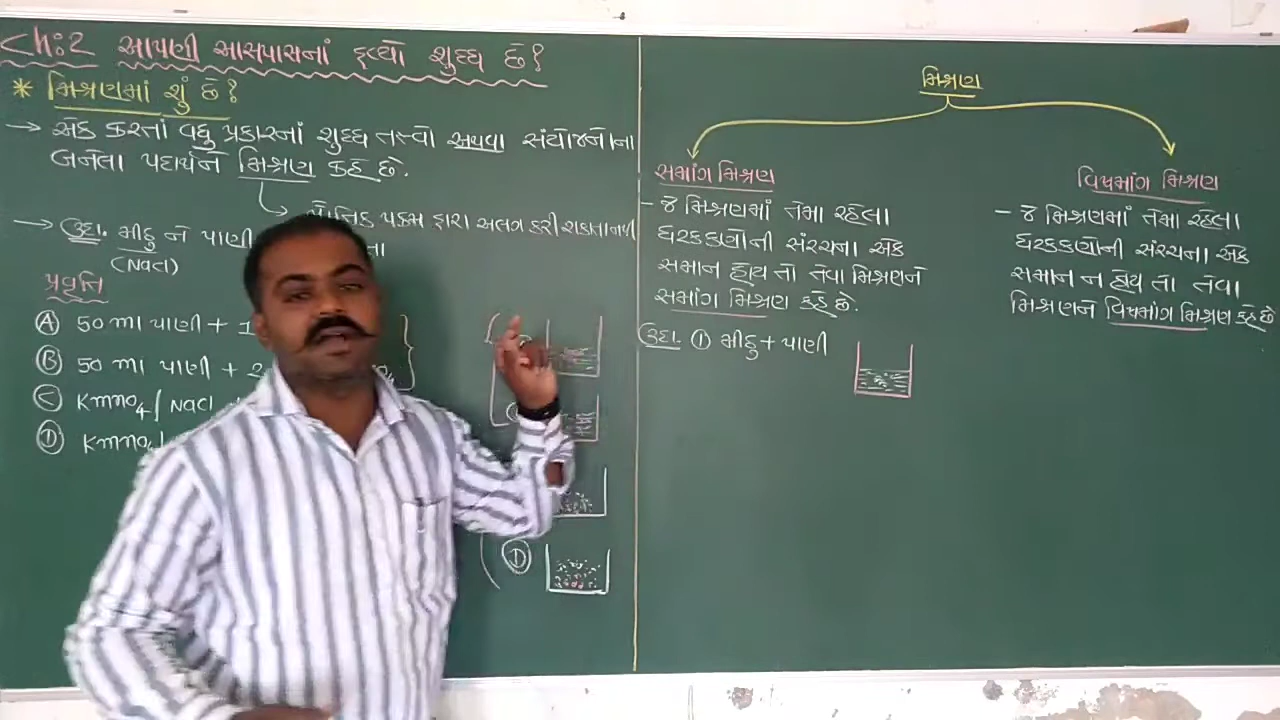 Ch:2 આપણી આસપાસનાં દ્રવ્યો શુદ્ધ છે?
* મિશ્રણમાં શું છે?
→ એક કરતાં વધુ પ્રકારનાં શુદ્ધ તત્ત્વો અથવા સંયોજનોના
બનેલા પદાર્થને મિશ્રણ કહે છે.
ભૌતિક પક્રમ દ્વારા અલગ કરી શકાતા નથી
→ ઉદા. મીઠું ને પાણી
(NaCl)
પ્રવૃત્તિ
Ⓐ 50 ml પાણી + 1
Ⓑ 50 ml પાણી + 2
Ⓒ KmnO4/ NaCl
Ⓓ KmnO4/
Ⓓ
મિશ્રણ
સમાંગ મિશ્રણ
- જે મિશ્રણમાં તેમા રહેલા
ઘટકકણોની સંરચના એક
સમાન હોય તો તેવા મિશ્રણને
સમાંગ મિશ્રણ કહે છે.
ઉદા. ① મીઠુ + પાણી
વિષમાંગ મિશ્રણ
- જે મિશ્રણમાં તેમા રહેલા
ઘટકકણોની સંરચના એક
સમાન ન હોય તો તેવા
મિશ્રણને વિષમાંગ મિશ્રણ કહે છે